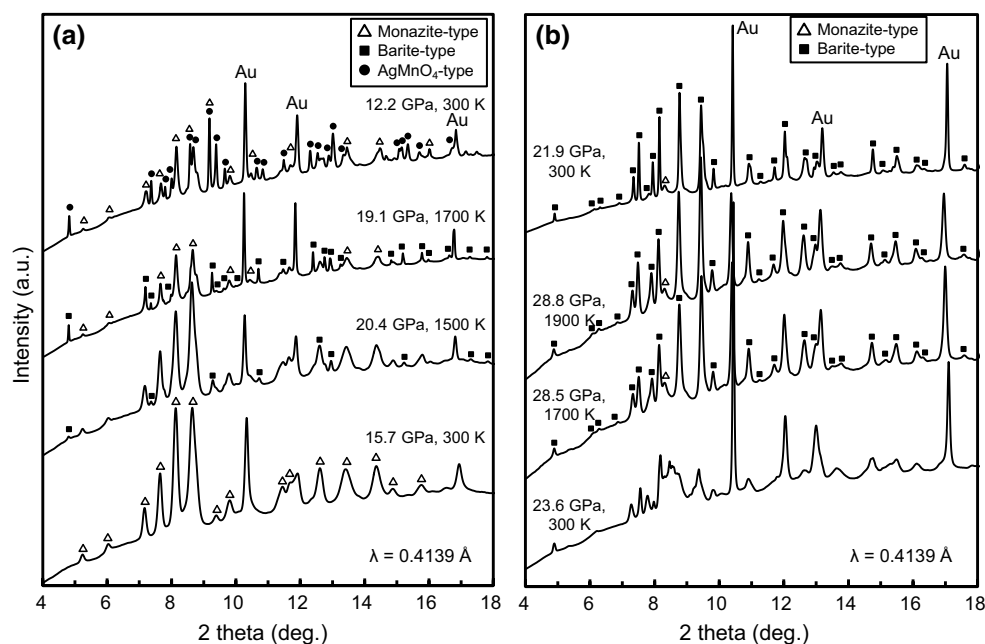 (a)
△ Monazite-type
■ Barite-type
● AgMnO₄-type
Au
Au
Au
12.2 GPa, 300 K
19.1 GPa, 1700 K
20.4 GPa, 1500 K
15.7 GPa, 300 K
λ = 0.4139 Å
Intensity (a.u.)
4 6 8 10 12 14 16 18
2 theta (deg.)
(b)
△ Monazite-type
■ Barite-type
Au
Au
Au
21.9 GPa,
300 K
28.8 GPa,
1900 K
28.5 GPa,
1700 K
23.6 GPa,
300 K
λ = 0.4139 Å
4 6 8 10 12 14 16 18
2 theta (deg.)